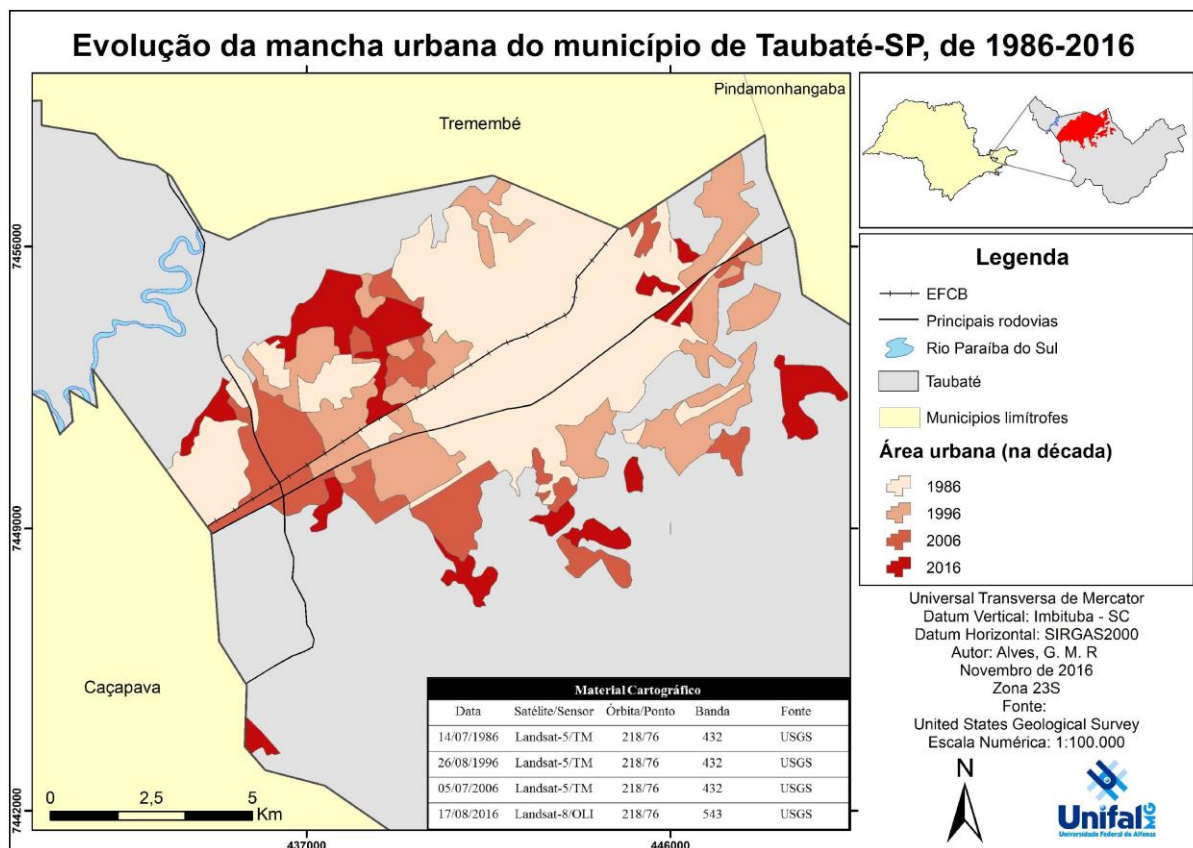 Evolução da mancha urbana do município de Taubaté-SP, de 1986-2016
Pindamonhangaba
Tremembé
Caçapava
7456000
7449000
7442000
437000
446000
0 2,5 5
Km
Material Cartográfico
Data Satélite/Sensor Órbita/Ponto Banda Fonte
14/07/1986 Landsat-5/TM 218/76 432 USGS
26/08/1996 Landsat-5/TM 218/76 432 USGS
05/07/2006 Landsat-5/TM 218/76 432 USGS
17/08/2016 Landsat-8/OLI 218/76 543 USGS
Legenda
EFCB
Principais rodovias
Rio Paraíba do Sul
Taubaté
Municipios limítrofes
Área urbana (na década)
1986
1996
2006
2016
Universal Transversa de Mercator
Datum Vertical: Imbituba - SC
Datum Horizontal: SIRGAS2000
Autor: Alves, G. M. R
Novembro de 2016
Zona 23S
Fonte:
United States Geological Survey
Escala Numérica: 1:100.000
N
Unifal MG
Universidade Federal de Alfenas